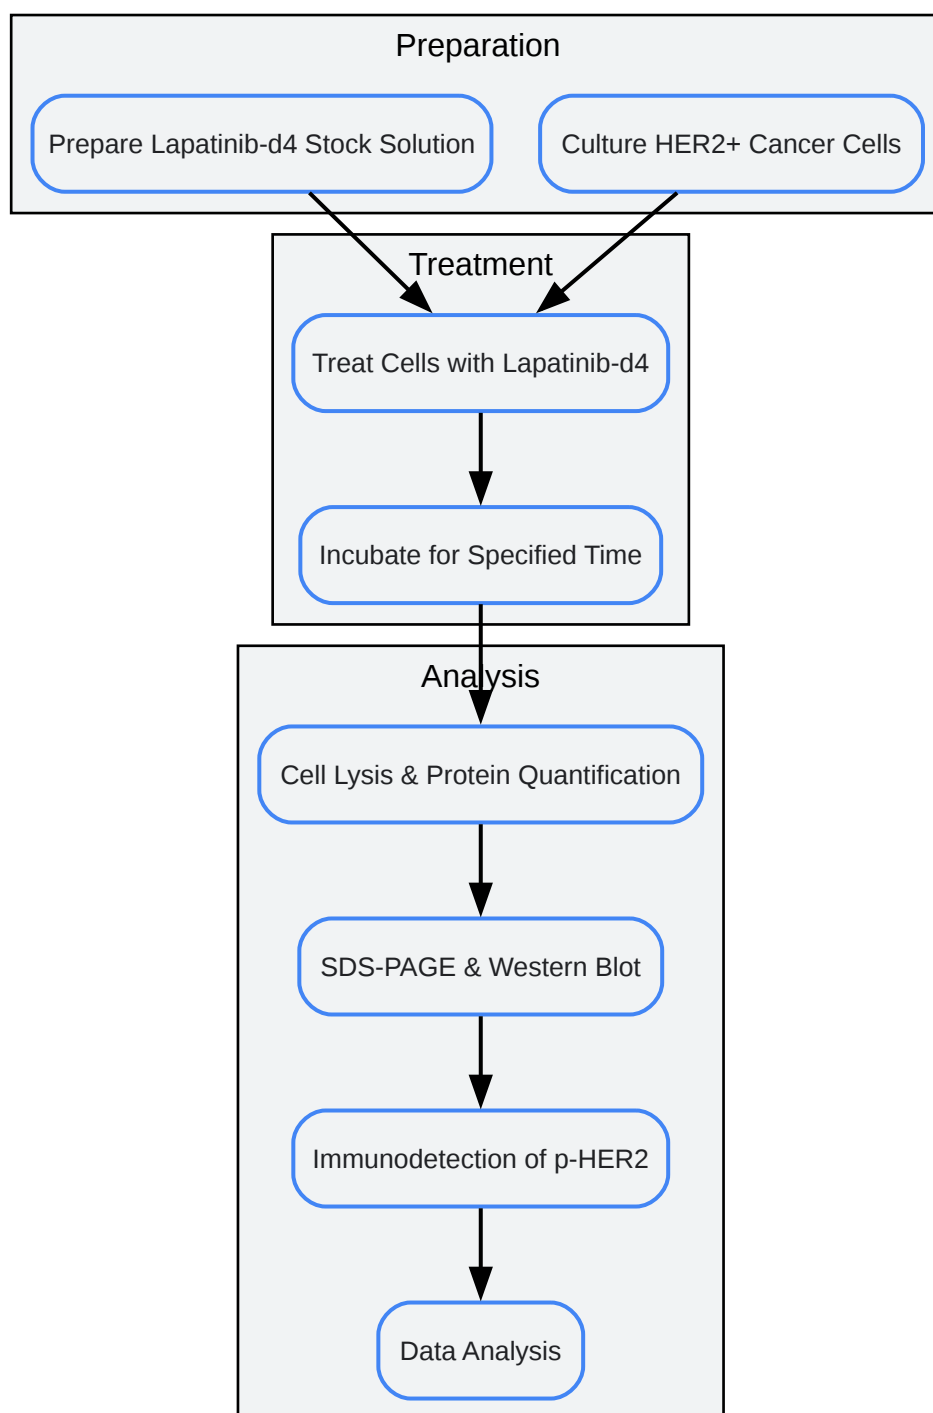 Preparation
Prepare Lapatinib-d4 Stock Solution
Culture HER2+ Cancer Cells
Treatment
Treat Cells with Lapatinib-d4
Incubate for Specified Time
Analysis
Cell Lysis & Protein Quantification
SDS-PAGE & Western Blot
Immunodetection of p-HER2
Data Analysis